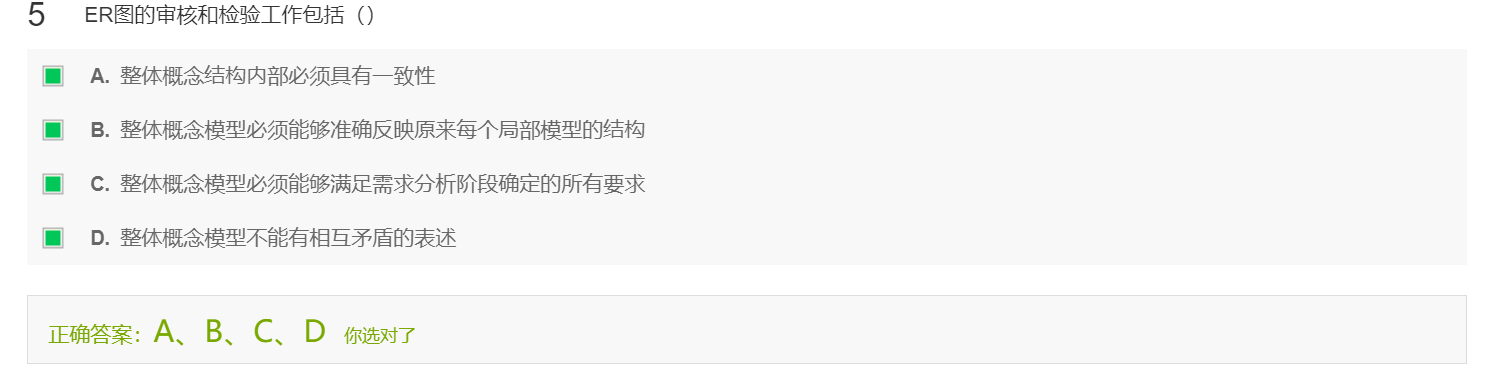 5 ER图的审核和检验工作包括（）
A. 整体概念结构内部必须具有一致性
B. 整体概念模型必须能够准确反映原来每个局部模型的结构
C. 整体概念模型必须能够满足需求分析阶段确定的所有要求
D. 整体概念模型不能有相互矛盾的表述
正确答案：A、B、C、D 你选对了